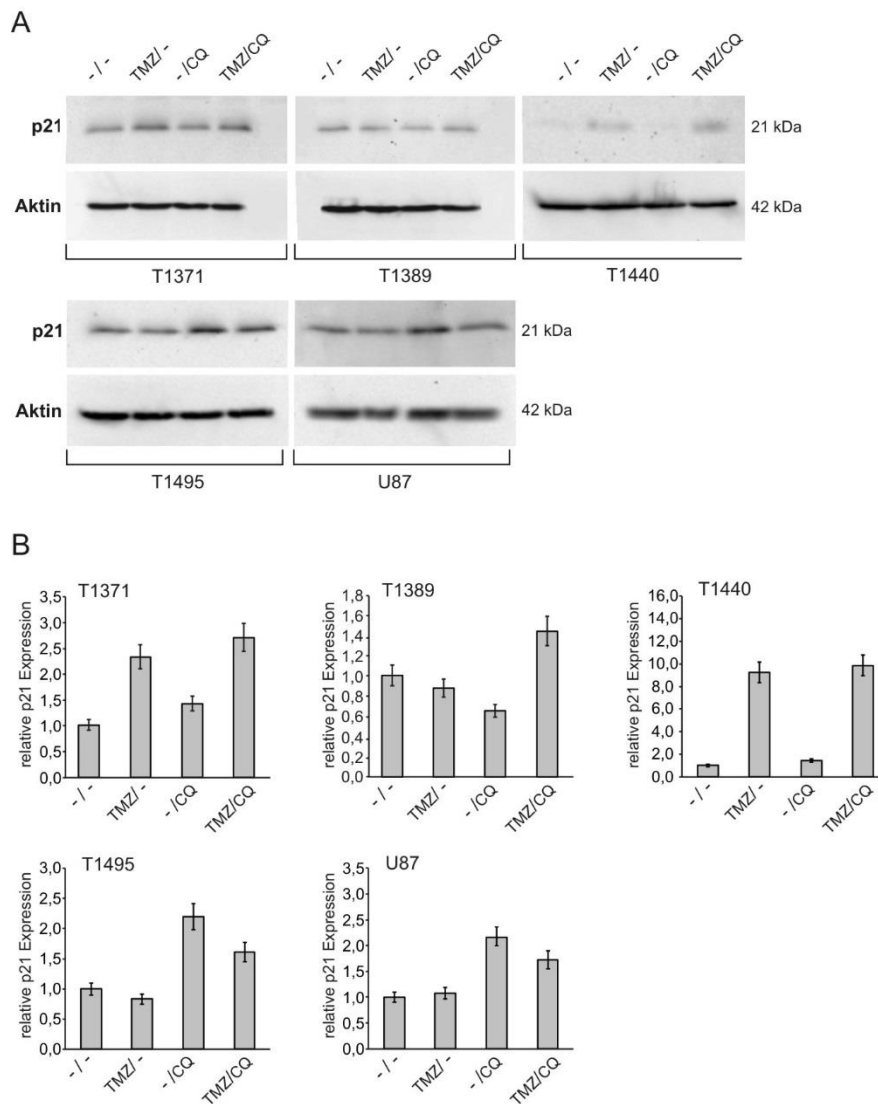 A
- / - TMZ/- - /CQ TMZ/CQ - / - TMZ/- - /CQ TMZ/CQ - / - TMZ/- - /CQ TMZ/CQ
p21 21 kDa
Aktin 42 kDa
T1371 T1389 T1440
p21 21 kDa
Aktin 42 kDa
T1495 U87
B
T1371
relative p21 Expression
3,5
3,0
2,5
2,0
1,5
1,0
0,5
0,0
- / - TMZ/- - /CQ TMZ/CQ
T1389
relative p21 Expression
1,8
1,6
1,4
1,2
1,0
0,8
0,6
0,4
0,2
0,0
- / - TMZ/- - /CQ TMZ/CQ
T1440
relative p21 Expression
16,0
14,0
12,0
10,0
8,0
6,0
4,0
2,0
0,0
- / - TMZ/- - /CQ TMZ/CQ
T1495
relative p21 Expression
3,0
2,5
2,0
1,5
1,0
0,5
0,0
- / - TMZ/- - /CQ TMZ/CQ
U87
relative p21 Expression
3,5
3,0
2,5
2,0
1,5
1,0
0,5
0,0
- / - TMZ/- - /CQ TMZ/CQ